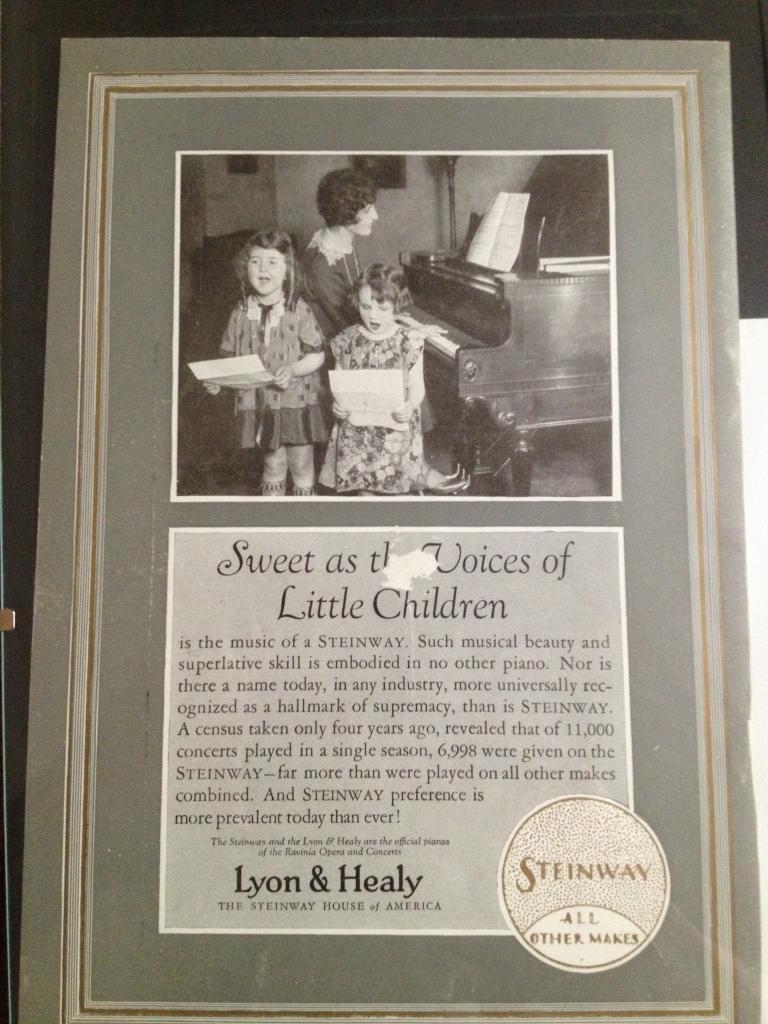 Sweet as th Voices of
Little Children
is the music of a STEINWAY. Such musical beauty and
superlative skill is embodied in no other piano. Nor is
there a name today, in any industry, more universally rec-
ognized as a hallmark of supremacy, than is STEINWAY.
A census taken only four years ago, revealed that of 11,000
concerts played in a single season, 6,998 were given on the
STEINWAY—far more than were played on all other makes
combined. And STEINWAY preference is
more prevalent today than ever!
The Steinway and the Lyon & Healy are the official pianos
of the Ravinia Opera and Concerts
Lyon & Healy
THE STEINWAY HOUSE of AMERICA
STEINWAY
ALL
OTHER MAKES